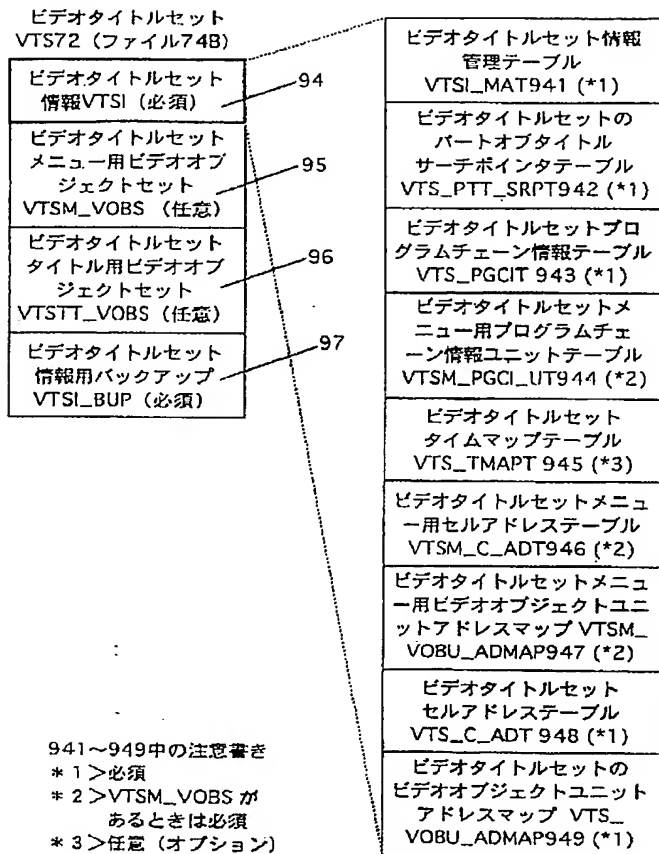 ビデオタイトルセット
VTS72（ファイル74B）
ビデオタイトルセット
情報VTSI（必須）
94
ビデオタイトルセット
メニュー用ビデオオブ
ジェクトセット
VTSM_VOBS （任意）
95
ビデオタイトルセット
タイトル用ビデオオブ
ジェクトセット
VTSTT_VOBS（任意）
96
ビデオタイトルセット
情報用バックアップ
VTSI_BUP（必須）
97
ビデオタイトルセット情報
管理テーブル
VTSI_MAT941 (*1)
ビデオタイトルセットの
パートオブタイトル
サーチポインタテーブル
VTS_PTT_SRPT942 (*1)
ビデオタイトルセットプロ
グラムチェーン情報テーブル
VTS_PGCIT 943 (*1)
ビデオタイトルセットメ
ニュー用プログラムチェ
ーン情報ユニットテーブル
VTSM_PGCI_UT944 (*2)
ビデオタイトルセット
タイムマップテーブル
VTS_TMAPT 945 (*3)
ビデオタイトルセットメニュ
ー用セルアドレステーブル
VTSM_C_ADT946 (*2)
ビデオタイトルセットメニュ
ー用ビデオオブジェクトユニ
ットアドレスマップ VTSM_
VOBU_ADMAP947 (*2)
ビデオタイトルセット
セルアドレステーブル
VTS_C_ADT 948 (*1)
ビデオタイトルセットの
ビデオオブジェクトユニット
アドレスマップ VTS_
VOBU_ADMAP949 (*1)
941～949中の注意書き
＊1＞必須
＊2＞VTSM_VOBS が
あるときは必須
＊3＞任意（オプション）